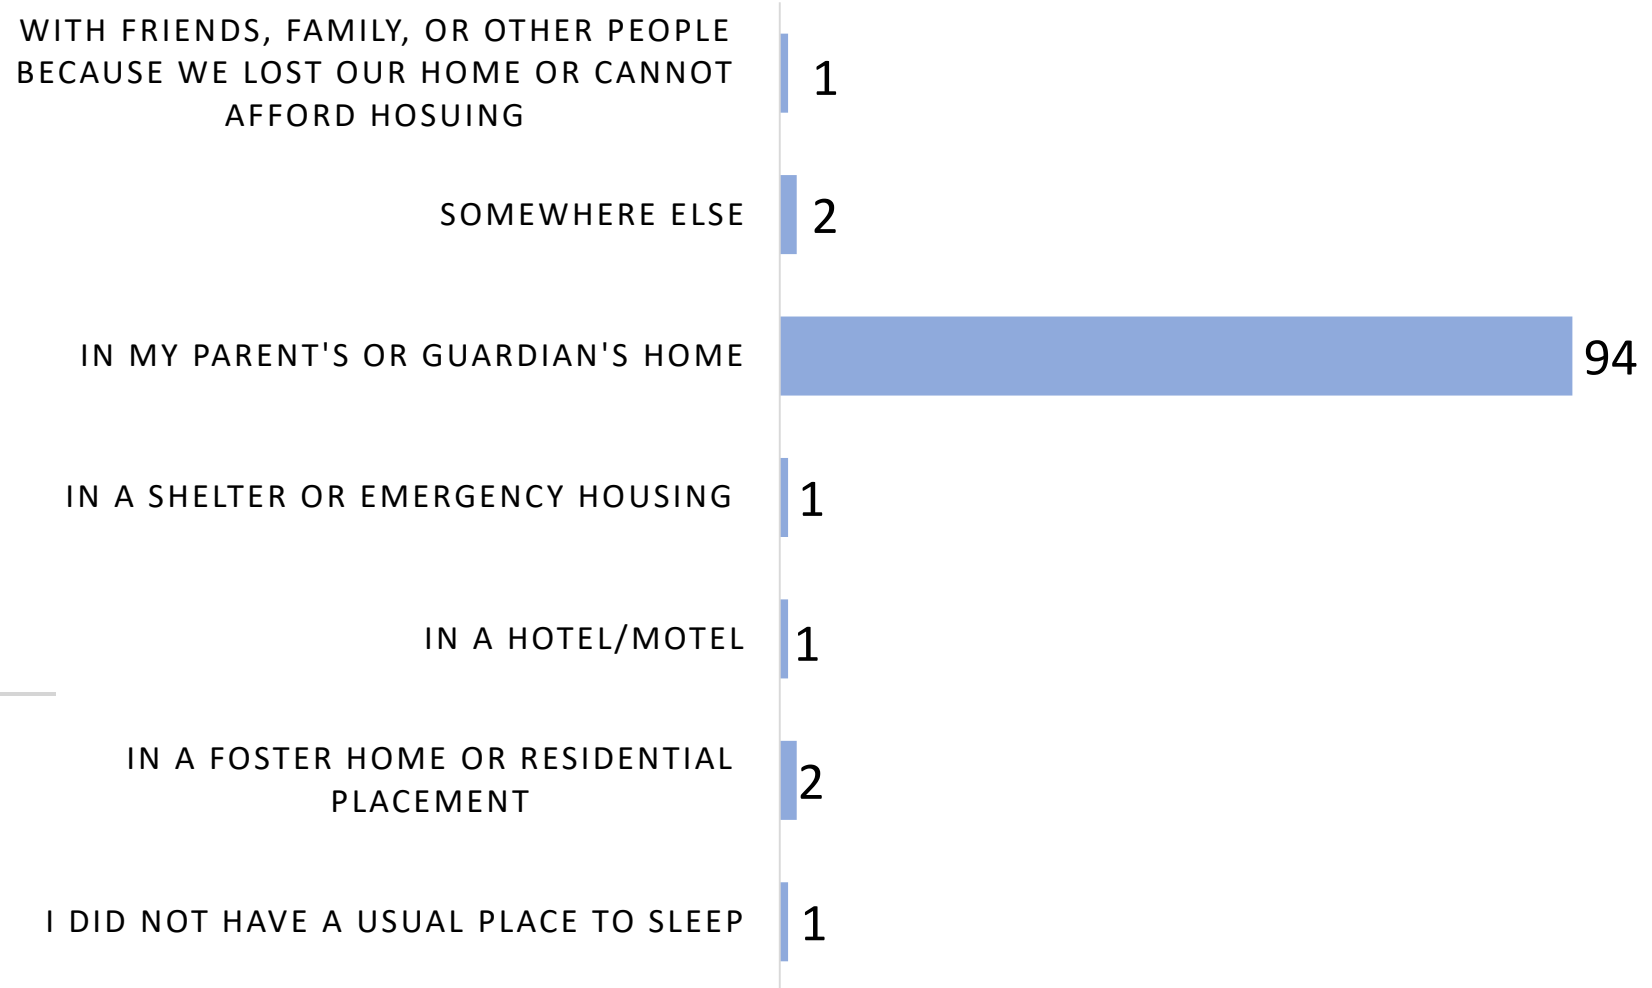 WITH FRIENDS, FAMILY, OR OTHER PEOPLE
BECAUSE WE LOST OUR HOME OR CANNOT
AFFORD HOSUING
1
SOMEWHERE ELSE
2
IN MY PARENT'S OR GUARDIAN'S HOME
94
IN A SHELTER OR EMERGENCY HOUSING
1
IN A HOTEL/MOTEL
1
IN A FOSTER HOME OR RESIDENTIAL
PLACEMENT
2
I DID NOT HAVE A USUAL PLACE TO SLEEP
1